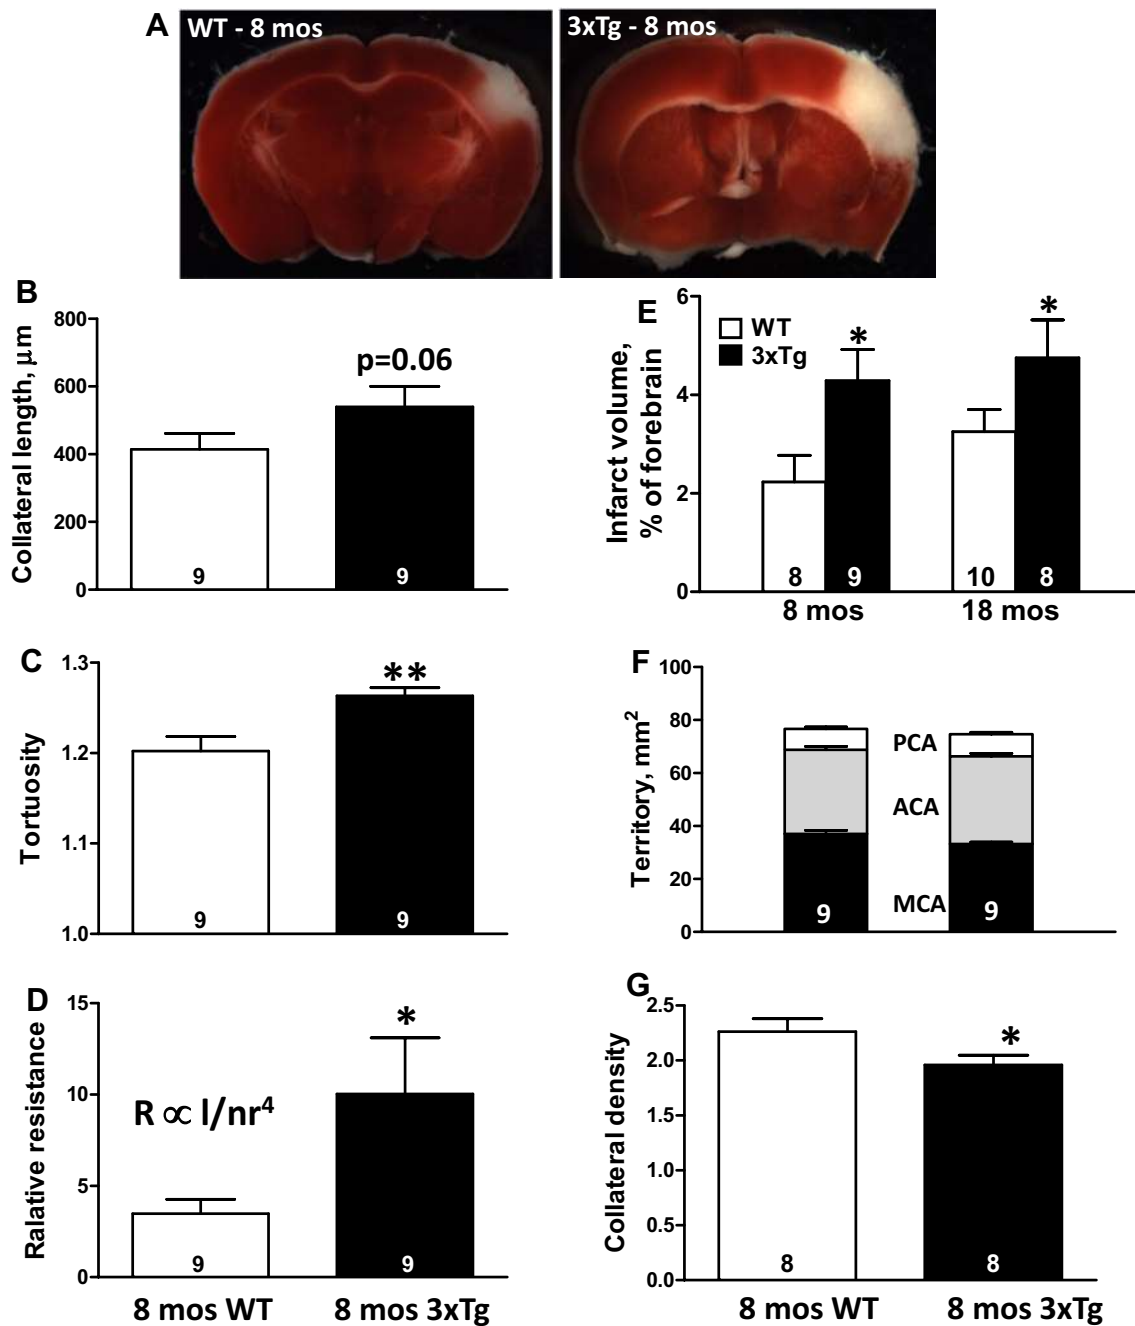 A
WT - 8 mos
3xTg - 8 mos
B
Collateral length, μm
800
600
400
200
0
p=0.06
9
9
C
Tortuosity
1.3
1.2
1.1
1.0
**
9
9
D
Ralative resistance
15
10
5
0
R ∝ l/nr⁴
*
9
9
8 mos WT
8 mos 3xTg
E
Infarct volume,
% of forebrain
6
4
2
0
WT
3xTg
*
*
8
9
10
8
8 mos
18 mos
F
Territory, mm²
100
80
60
40
20
0
PCA
ACA
MCA
9
9
G
Collateral density
2.5
2.0
1.5
1.0
0.5
0.0
*
8
8
8 mos WT
8 mos 3xTg